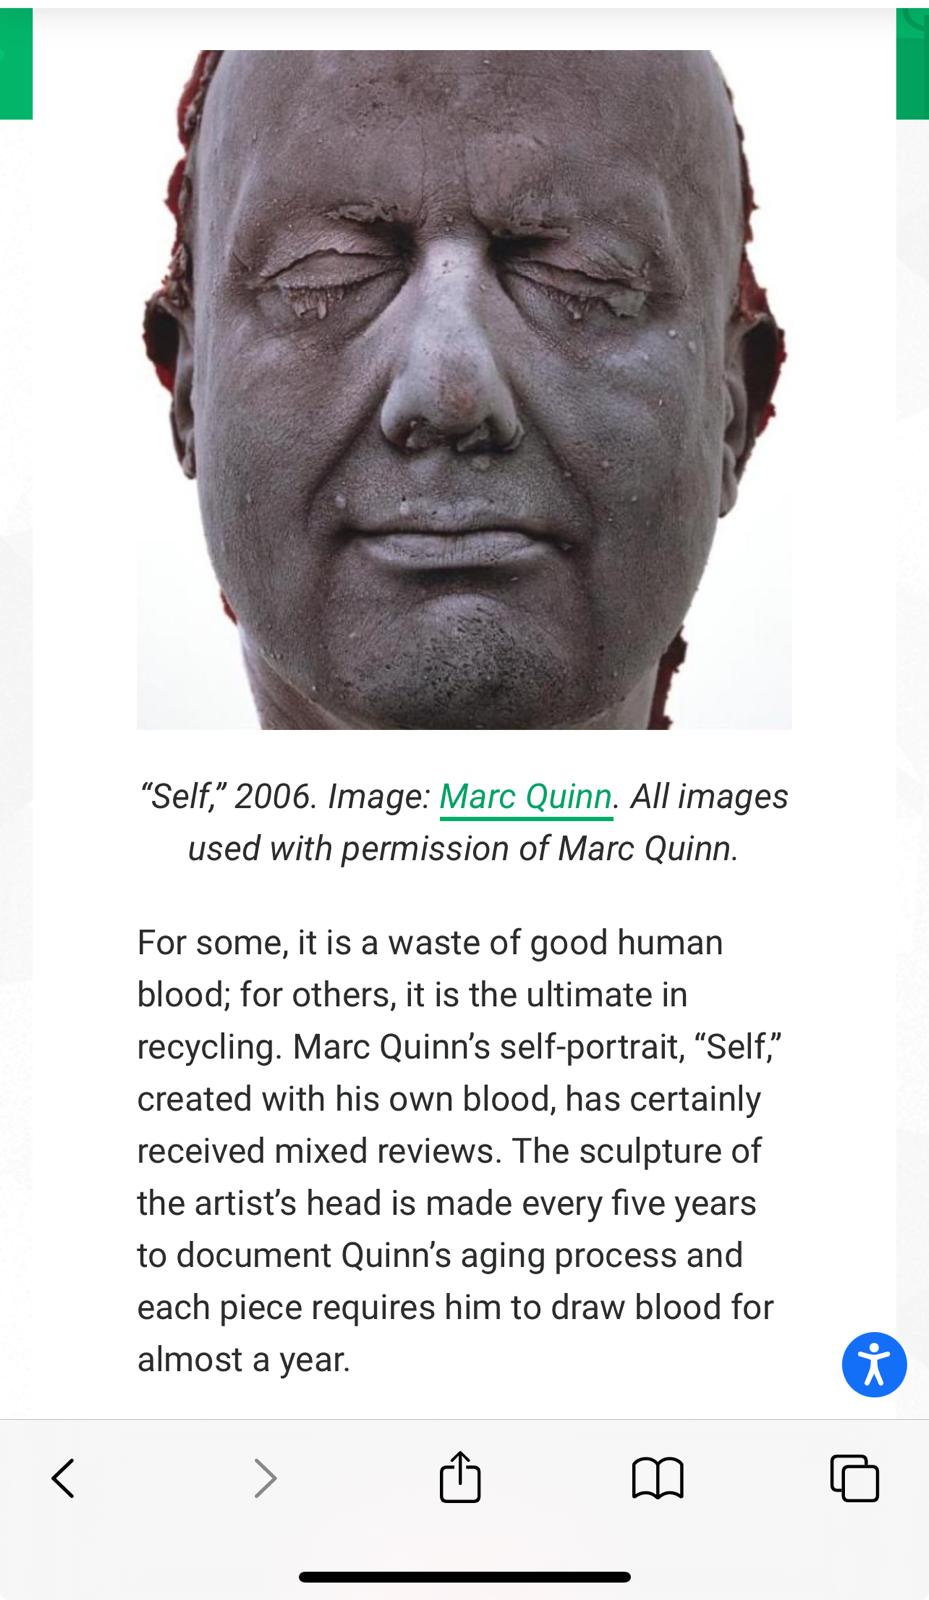 “Self,” 2006. Image: Marc Quinn. All images
used with permission of Marc Quinn.
For some, it is a waste of good human
blood; for others, it is the ultimate in
recycling. Marc Quinn’s self-portrait, “Self,”
created with his own blood, has certainly
received mixed reviews. The sculpture of
the artist’s head is made every five years
to document Quinn’s aging process and
each piece requires him to draw blood for
almost a year.